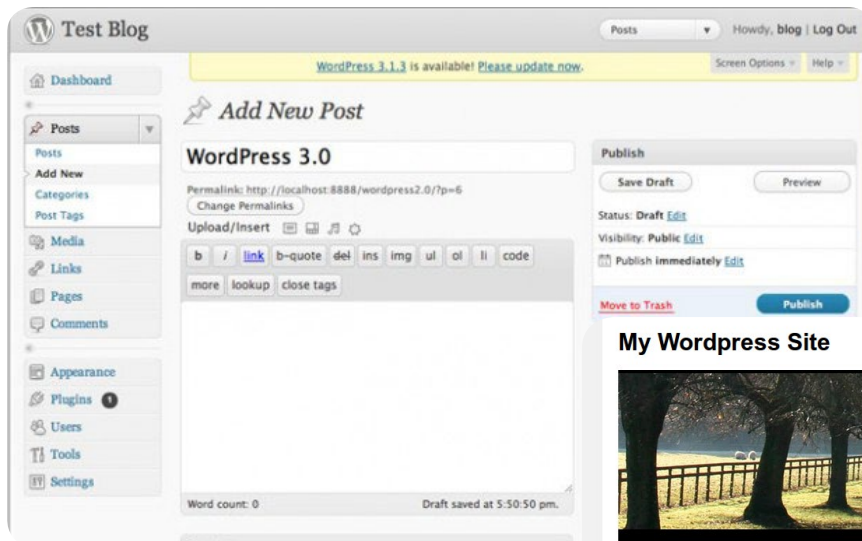 Test Blog
Posts
Howdy, blog | Log Out
WordPress 3.1.3 is available! Please update now.
Screen Options
Help
Dashboard
Posts
Posts
Add New
Categories
Post Tags
Media
Links
Pages
Comments
Appearance
Plugins 1
Users
Tools
Settings
Add New Post
WordPress 3.0
Permalink: http://localhost:8888/wordpress2.0/?p=6
Change Permalinks
Upload/Insert
b i link b-quote del ins img ul ol li code
more lookup close tags
Word count: 0
Draft saved at 5:50:50 pm.
Publish
Save Draft
Preview
Status: Draft Edit
Visibility: Public Edit
Publish immediately Edit
Move to Trash
Publish
My Wordpress Site